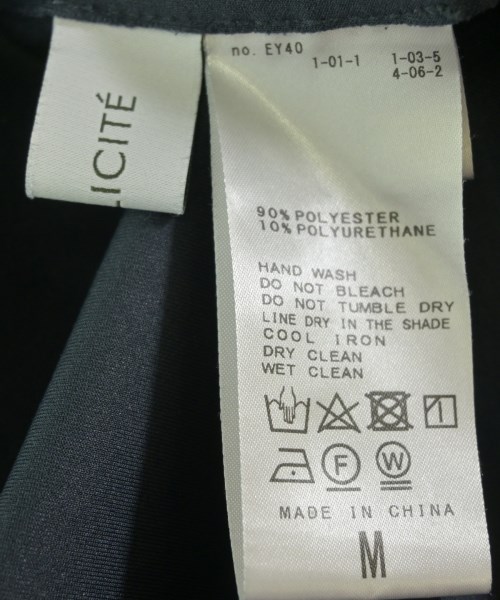 LICITÉ
no. EY40
1-01-1 1-03-5
4-06-2
90% POLYESTER
10% POLYURETHANE
HAND WASH
DO NOT BLEACH
DO NOT TUMBLE DRY
LINE DRY IN THE SHADE
COOL IRON
DRY CLEAN
WET CLEAN
F W
MADE IN CHINA
M